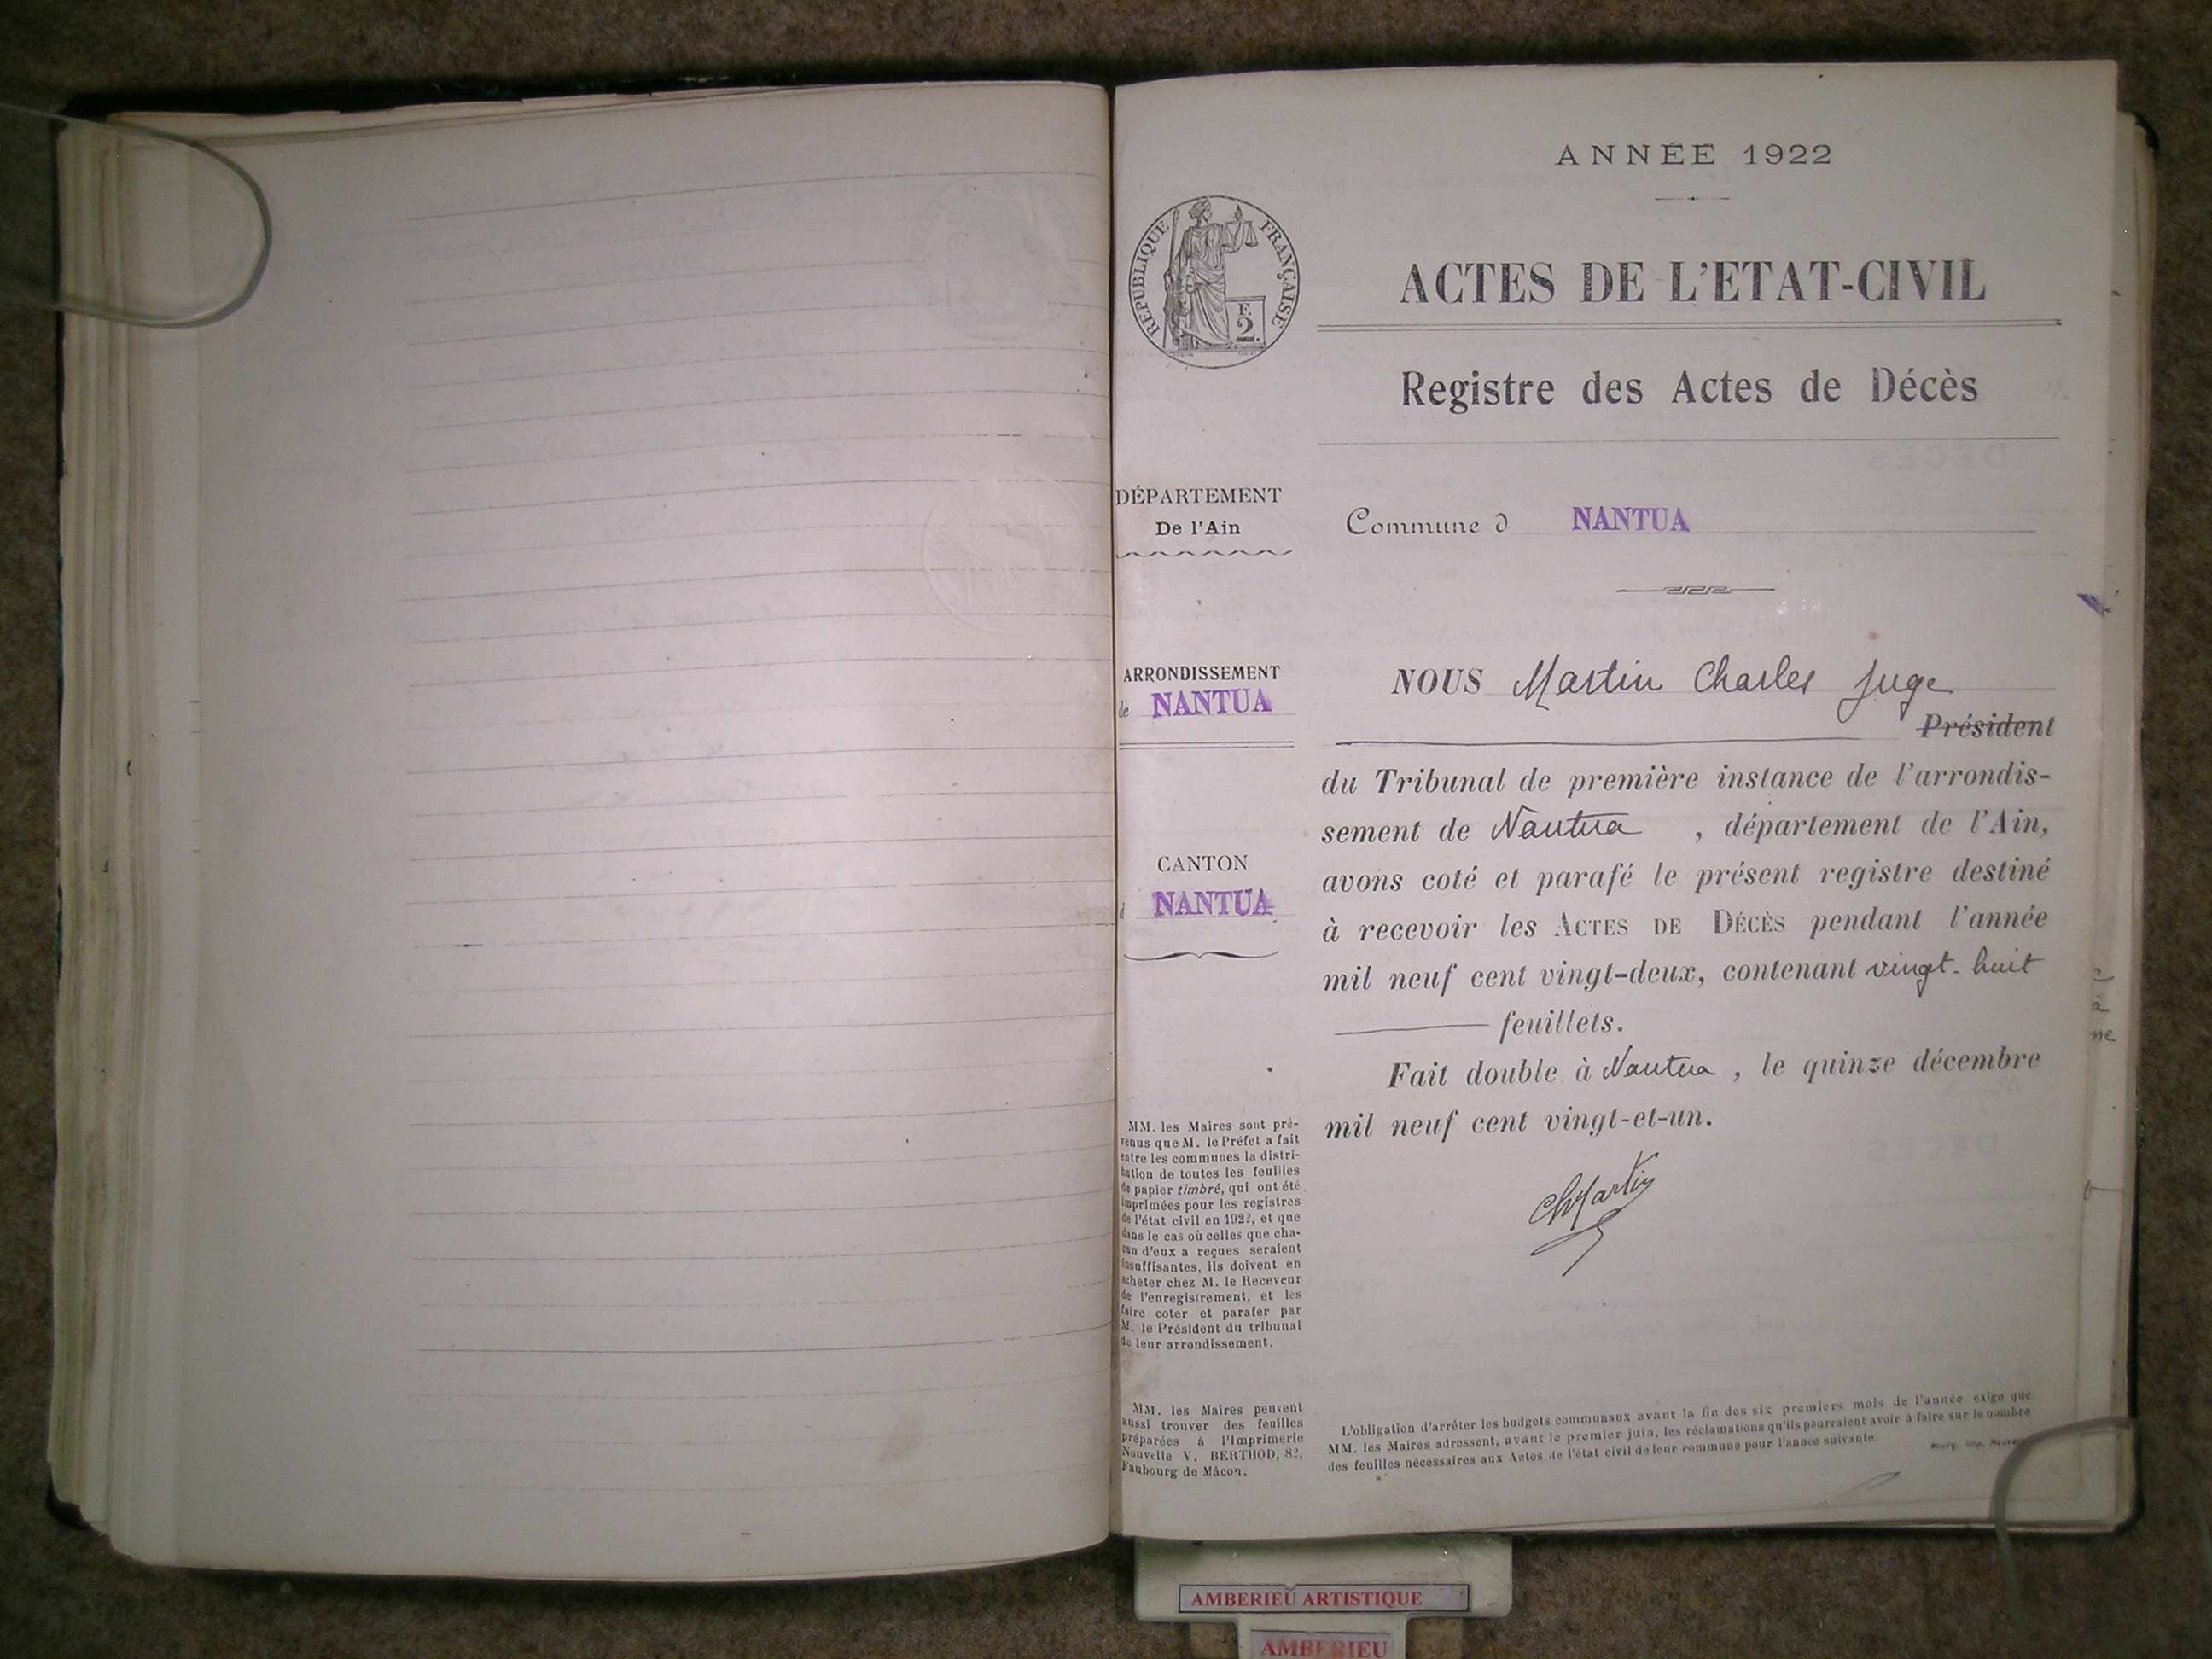 ANNÉE 1922
RÉPUBLIQUE FRANÇAISE
F.
2.
ACTES DE L'ETAT-CIVIL
Registre des Actes de Décès
DÉPARTEMENT
De l'Ain
Commune d NANTUA
ARRONDISSEMENT
de NANTUA
CANTON
d NANTUA
NOUS Martin Charles Juge
Président
du Tribunal de première instance de l'arrondis-
sement de Nantua , département de l'Ain,
avons coté et parafé le présent registre destiné
à recevoir les ACTES DE DÉCÈS pendant l'année
mil neuf cent vingt-deux, contenant vingt-huit
feuillets.
Fait double à Nantua , le quinze décembre
mil neuf cent vingt-et-un.
ChMartin
MM. les Maires sont pré-
venus que M. le Préfet a fait
entre les communes la distri-
bution de toutes les feuilles
de papier timbré, qui ont été
imprimées pour les registres
de l'état civil en 1922, et que
dans le cas où celles que cha-
cun d'eux a reçues seraient
insuffisantes, ils doivent en
acheter chez M. le Receveur
de l'enregistrement, et les
faire coter et parafer par
M. le Président du tribunal
de leur arrondissement.
MM. les Maires peuvent
aussi trouver des feuilles
préparées à l'Imprimerie
Nouvelle V. BERTHOD, 82,
Faubourg de Mâcon.
L'obligation d'arrêter les budgets communaux avant la fin des six premiers mois de l'année exige que
MM. les Maires adressent, avant le premier juin, les réclamations qu'ils pourraient avoir à faire sur le nombre
des feuilles nécessaires aux Actes de l'état civil de leur commune pour l'année suivante.
Bourg, Imp.
à
ne
AMBERIEU ARTISTIQUE
AMBERIEU